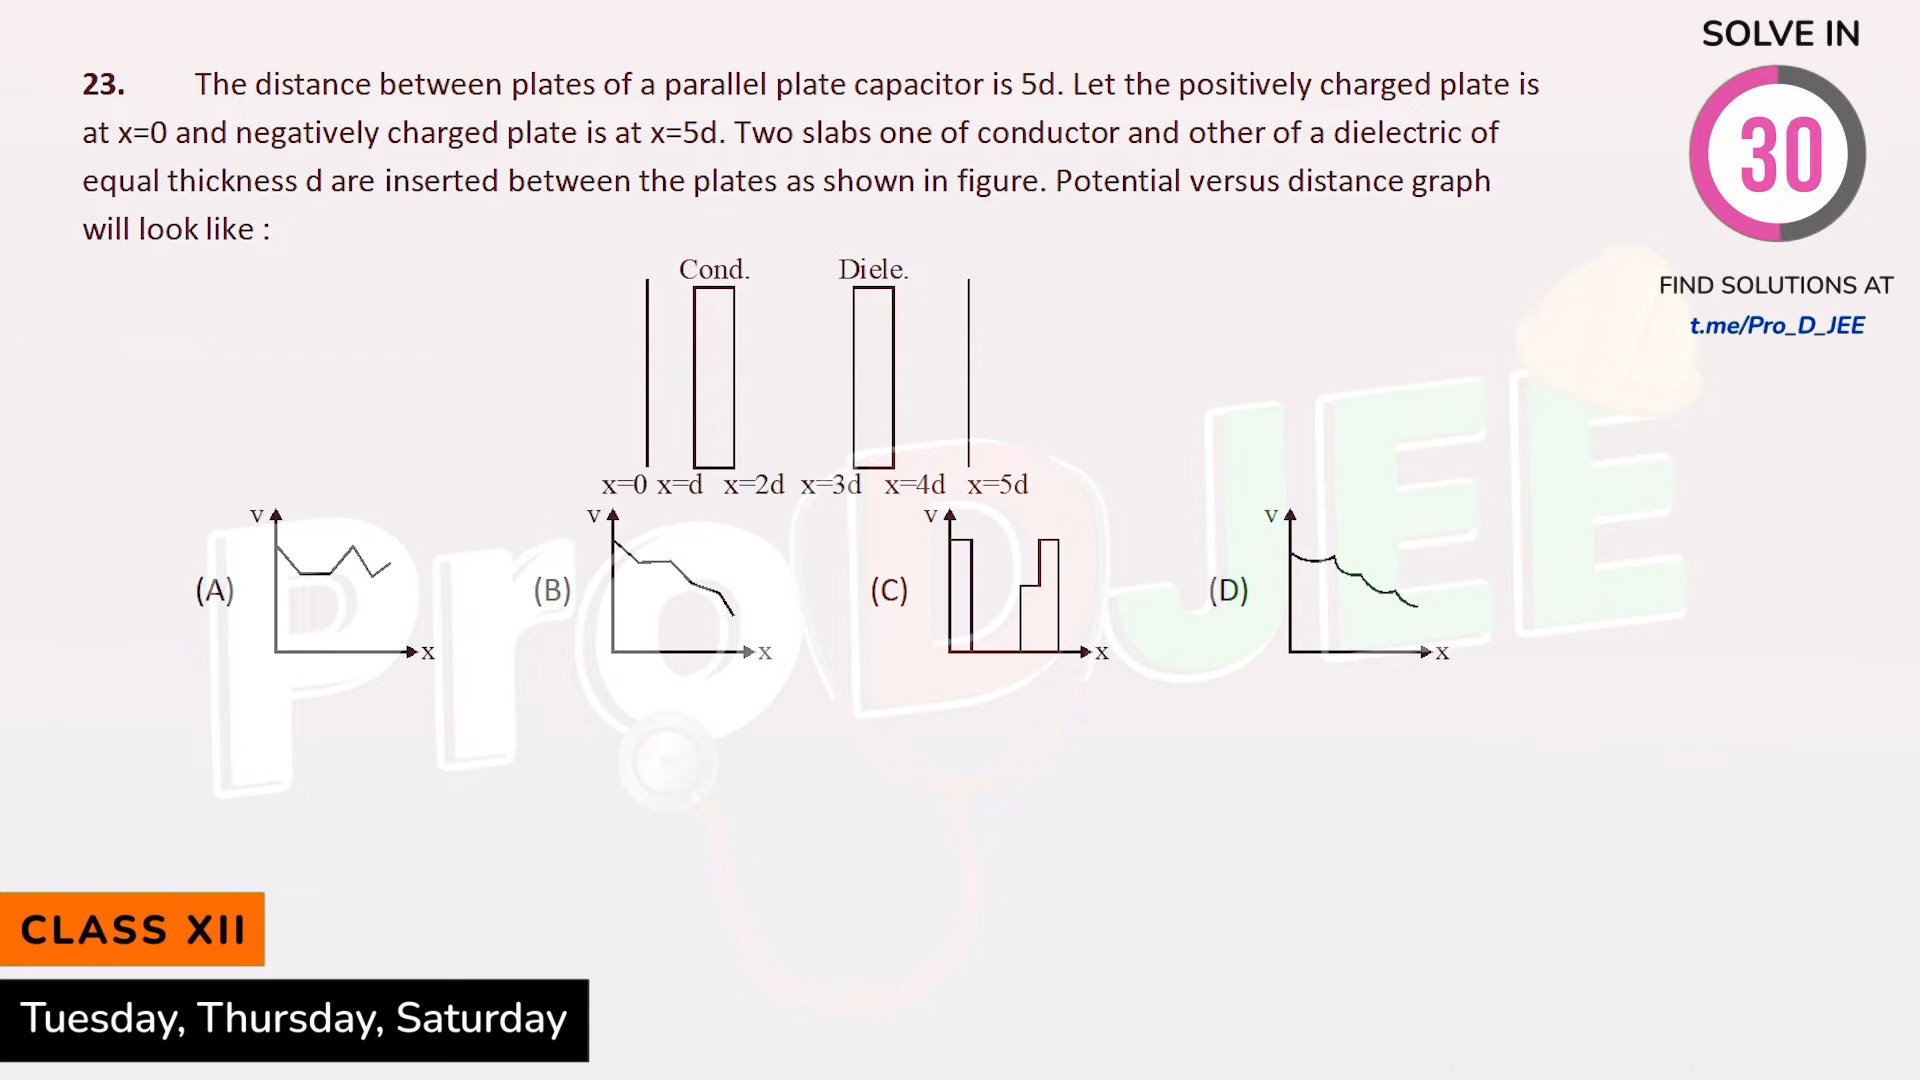 SOLVE IN
30
FIND SOLUTIONS AT
t.me/Pro_D_JEE
23. The distance between plates of a parallel plate capacitor is 5d. Let the positively charged plate is
at x=0 and negatively charged plate is at x=5d. Two slabs one of conductor and other of a dielectric of
equal thickness d are inserted between the plates as shown in figure. Potential versus distance graph
will look like :
Cond. Diele.
x=0 x=d x=2d x=3d x=4d x=5d
V V V V
(A) (B) (C) (D)
x x x x
Pro DJEE
CLASS XII
Tuesday, Thursday, Saturday